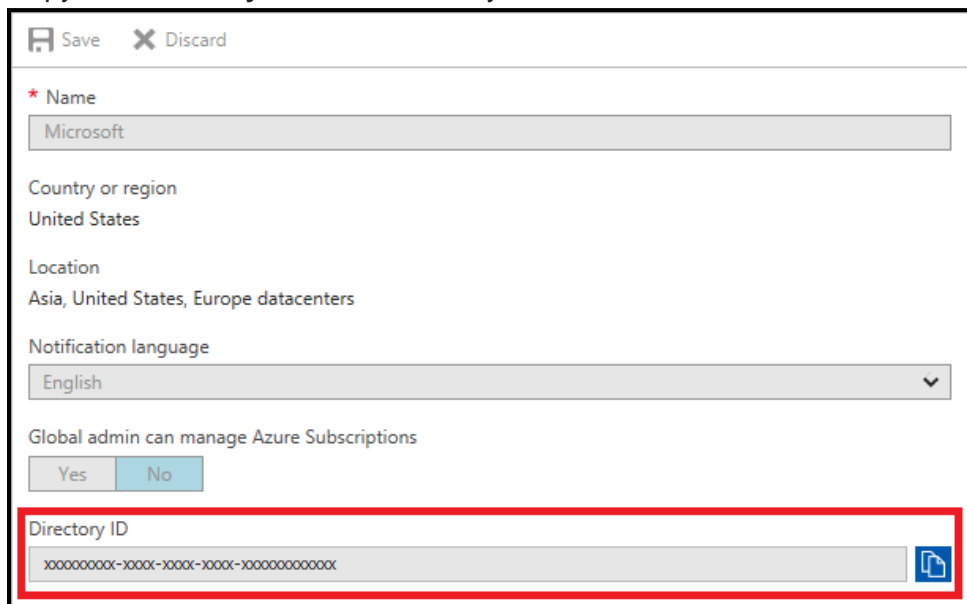 Save Discard
* Name
Microsoft
Country or region
United States
Location
Asia, United States, Europe datacenters
Notification language
English
Global admin can manage Azure Subscriptions
Yes No
Directory ID
xxxxxxxxx-xxxx-xxxx-xxxx-xxxxxxxxxxxx